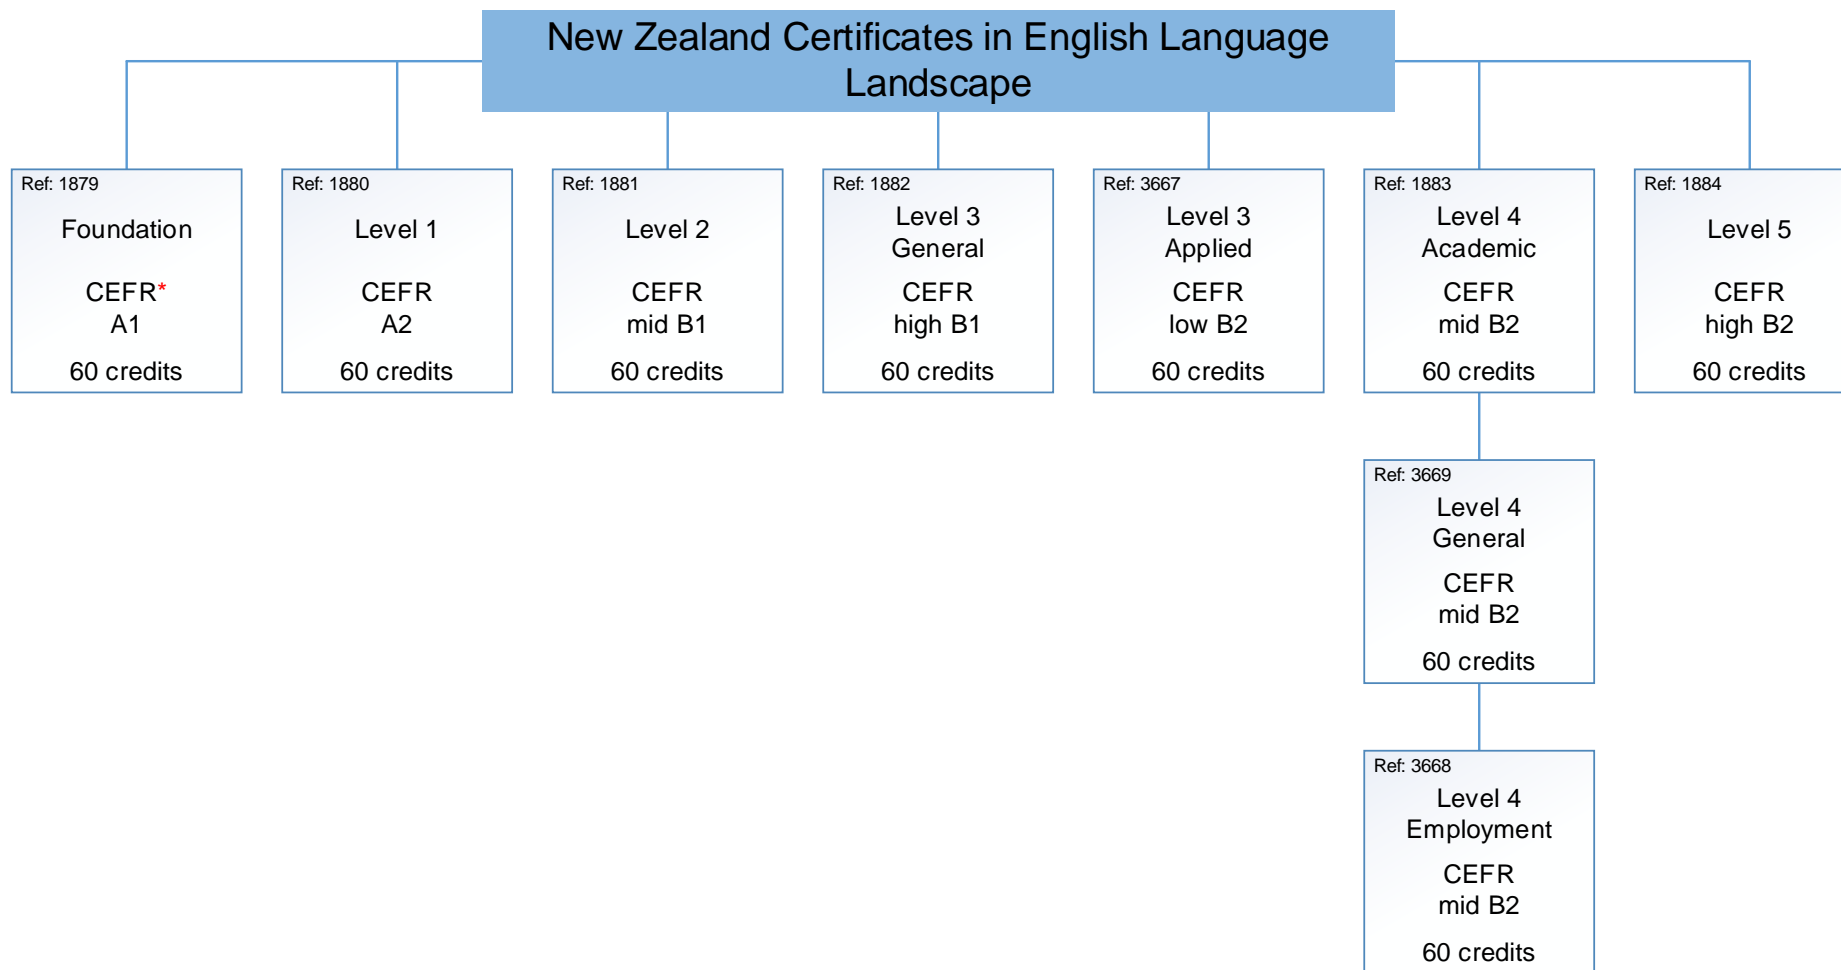 New Zealand Certificates in English Language
Landscape
Ref: 1879
Foundation
CEFR*
A1
60 credits
Ref: 1880
Level 1
CEFR
A2
60 credits
Ref: 1881
Level 2
CEFR
mid B1
60 credits
Ref: 1882
Level 3
General
CEFR
high B1
60 credits
Ref: 3667
Level 3
Applied
CEFR
low B2
60 credits
Ref: 1883
Level 4
Academic
CEFR
mid B2
60 credits
Ref: 1884
Level 5
CEFR
high B2
60 credits
Ref: 3669
Level 4
General
CEFR
mid B2
60 credits
Ref: 3668
Level 4
Employment
CEFR
mid B2
60 credits